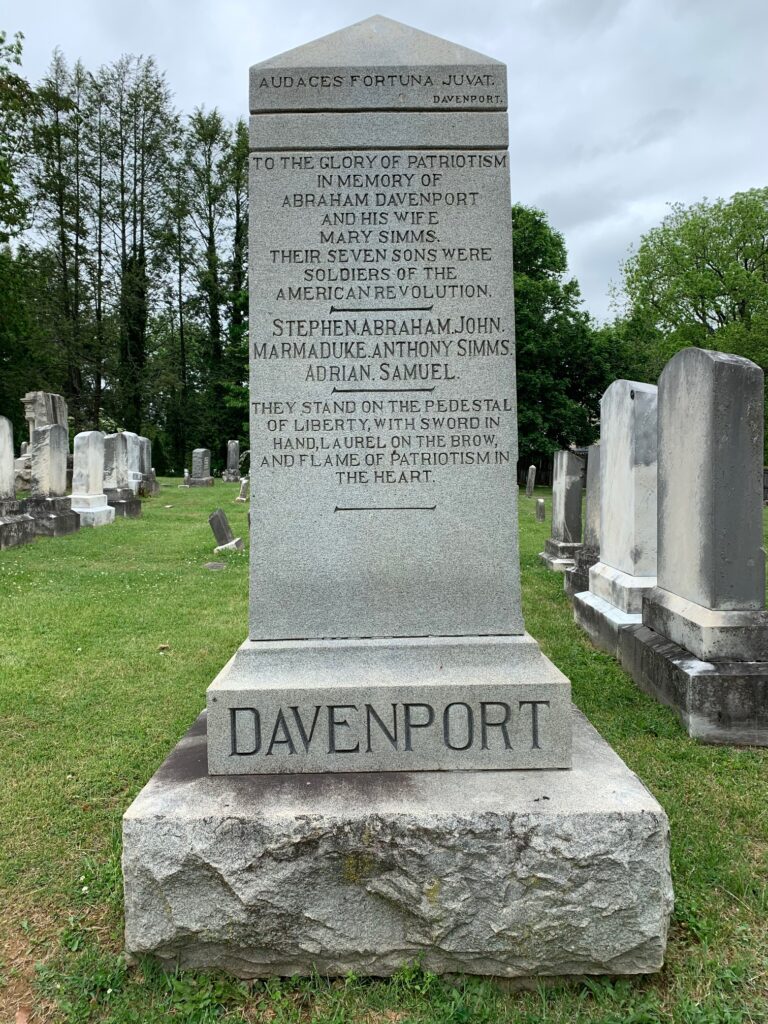 AUDACES FORTUNA JUVAT.
DAVENPORT.
TO THE GLORY OF PATRIOTISM
IN MEMORY OF
ABRAHAM DAVENPORT
AND HIS WIFE
MARY SIMMS.
THEIR SEVEN SONS WERE
SOLDIERS OF THE
AMERICAN REVOLUTION.
STEPHEN. ABRAHAM. JOHN.
MARMADUKE. ANTHONY SIMMS.
ADRIAN. SAMUEL.
THEY STAND ON THE PEDESTAL
OF LIBERTY, WITH SWORD IN
HAND, LAUREL ON THE BROW,
AND FLAME OF PATRIOTISM IN
THE HEART.
DAVENPORT